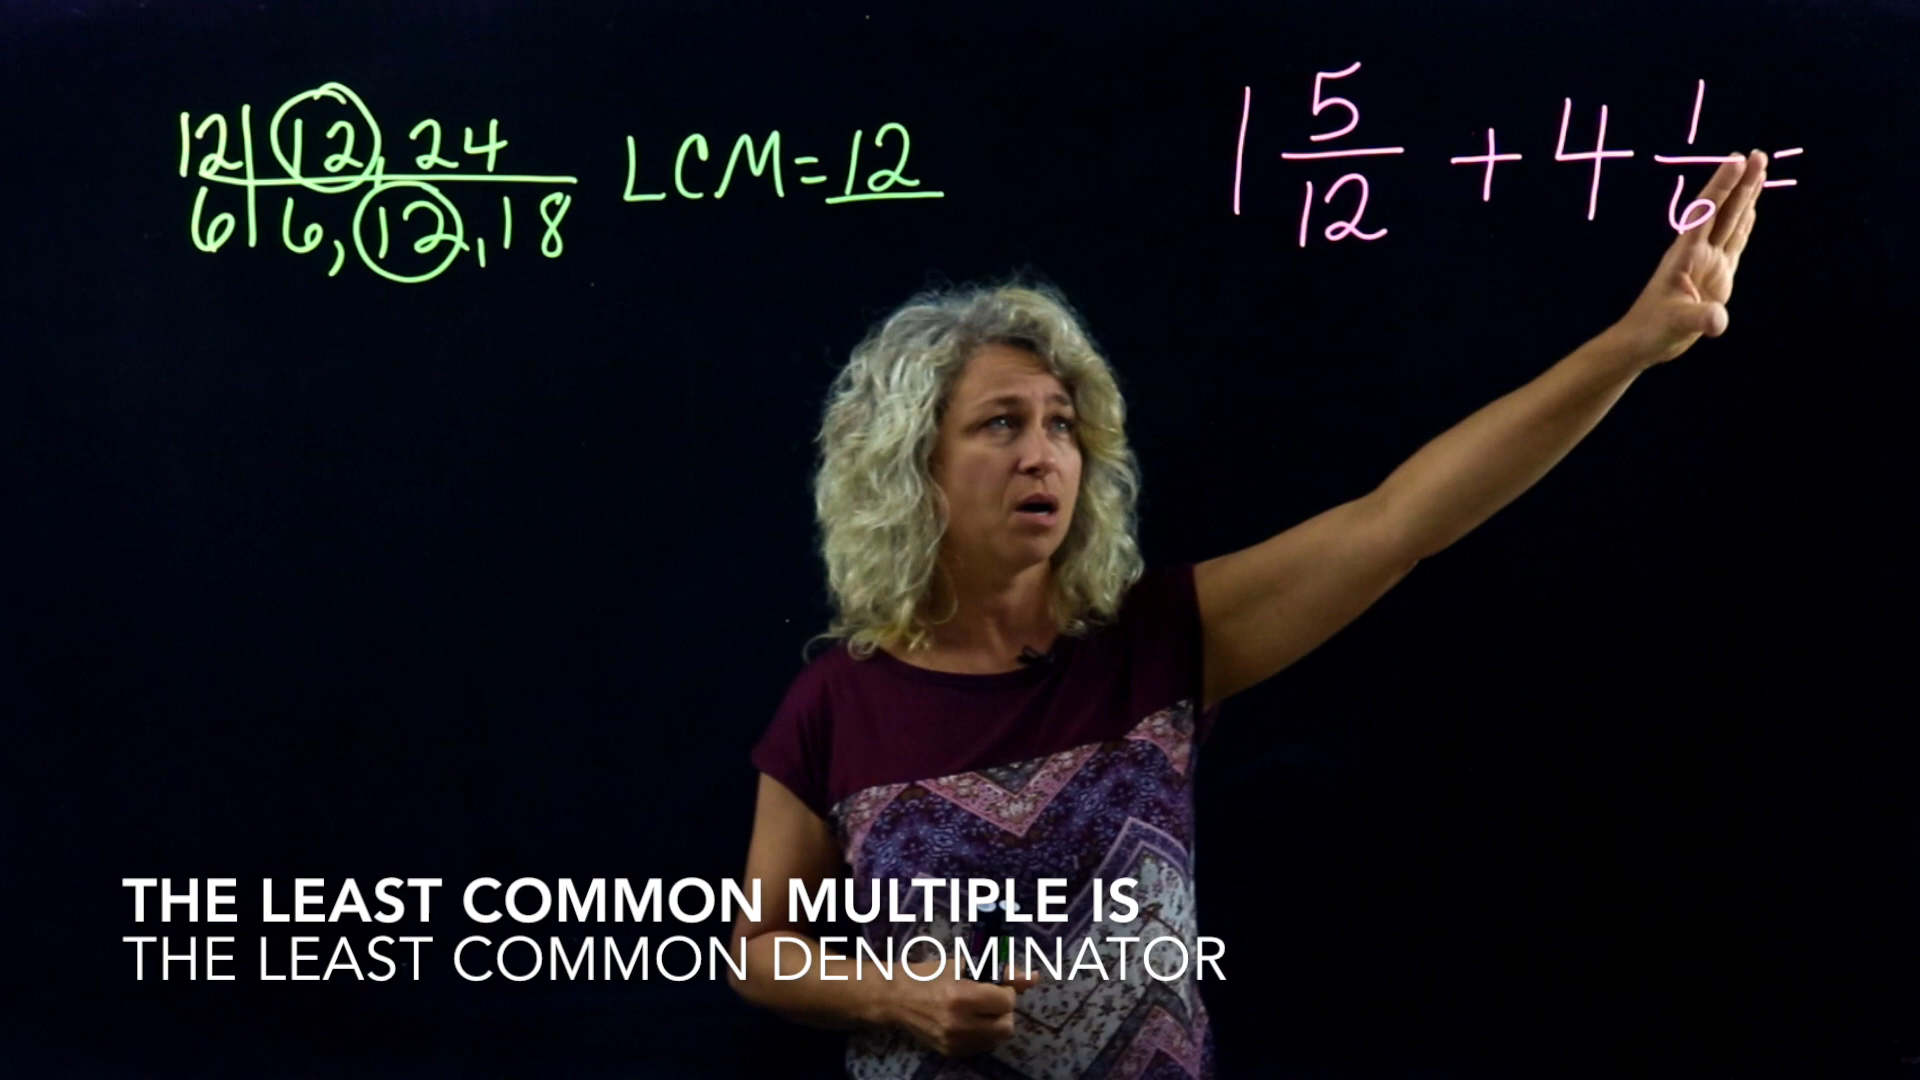 12 | 12, 24
6 | 6, 12, 18
LCM = 12
1 5/12 + 4 1/6 =
THE LEAST COMMON MULTIPLE IS
THE LEAST COMMON DENOMINATOR